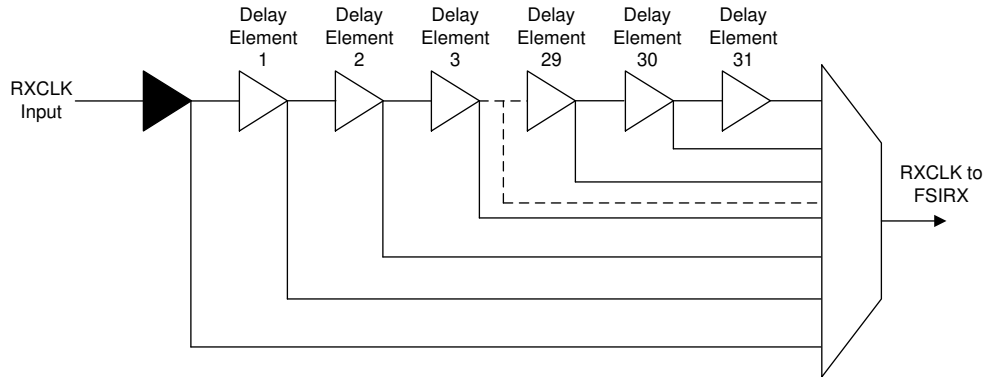 Delay
Element
1
Delay
Element
2
Delay
Element
3
Delay
Element
29
Delay
Element
30
Delay
Element
31
RXCLK
Input
RXCLK to
FSIRX